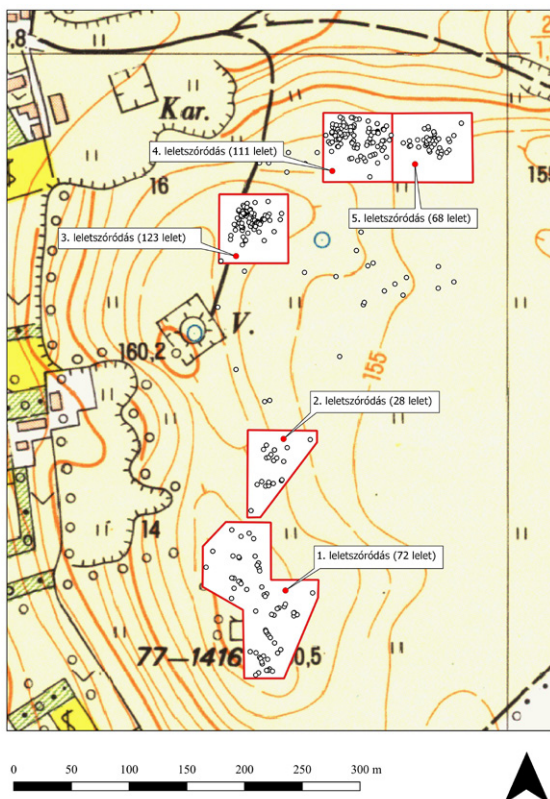 ,8
2
1,
Kar.
4. leletszóródás (111 lelet)
16
155
5. leletszóródás (68 lelet)
3. leletszóródás (123 lelet)
V.
160,2
155
2. leletszóródás (28 lelet)
14
1. leletszóródás (72 lelet)
77—1416
0,5
0 50 100 150 200 250 300 m